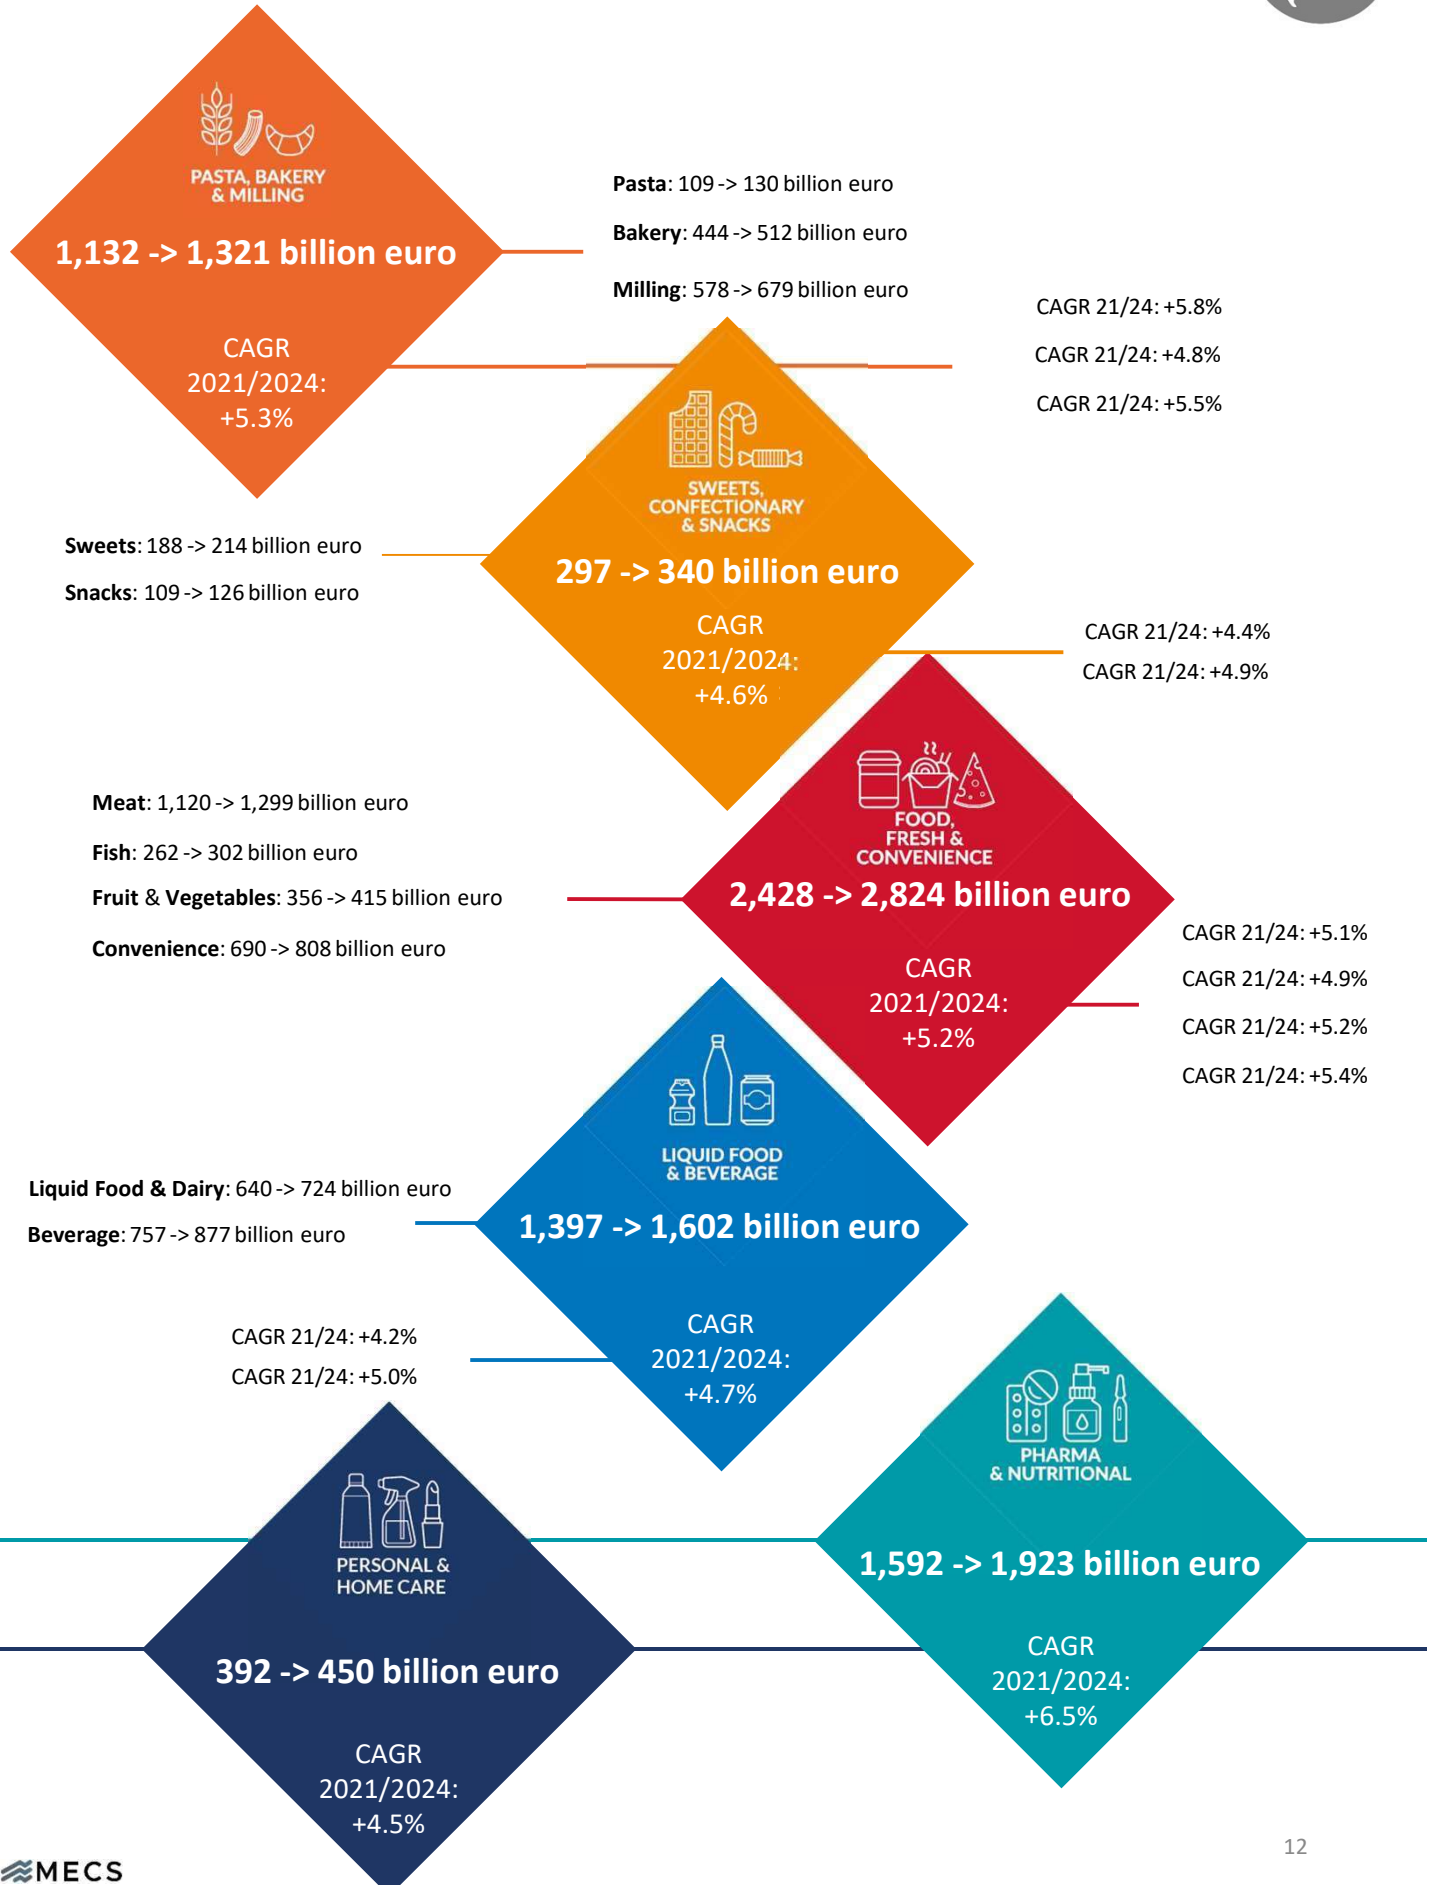 PASTA, BAKERY
& MILLING
1,132 -> 1,321 billion euro
CAGR
2021/2024:
+5.3%
Pasta: 109 -> 130 billion euro
Bakery: 444 -> 512 billion euro
Milling: 578 -> 679 billion euro
CAGR 21/24: +5.8%
CAGR 21/24: +4.8%
CAGR 21/24: +5.5%
SWEETS,
CONFECTIONARY
& SNACKS
297 -> 340 billion euro
CAGR
2021/2024:
+4.6%
Sweets: 188 -> 214 billion euro
Snacks: 109 -> 126 billion euro
CAGR 21/24: +4.4%
CAGR 21/24: +4.9%
FOOD,
FRESH &
CONVENIENCE
2,428 -> 2,824 billion euro
CAGR
2021/2024:
+5.2%
Meat: 1,120 -> 1,299 billion euro
Fish: 262 -> 302 billion euro
Fruit & Vegetables: 356 -> 415 billion euro
Convenience: 690 -> 808 billion euro
CAGR 21/24: +5.1%
CAGR 21/24: +4.9%
CAGR 21/24: +5.2%
CAGR 21/24: +5.4%
LIQUID FOOD
& BEVERAGE
1,397 -> 1,602 billion euro
CAGR
2021/2024:
+4.7%
Liquid Food & Dairy: 640 -> 724 billion euro
Beverage: 757 -> 877 billion euro
CAGR 21/24: +4.2%
CAGR 21/24: +5.0%
PHARMA
& NUTRITIONAL
1,592 -> 1,923 billion euro
CAGR
2021/2024:
+6.5%
PERSONAL &
HOME CARE
392 -> 450 billion euro
CAGR
2021/2024:
+4.5%
12
MECS